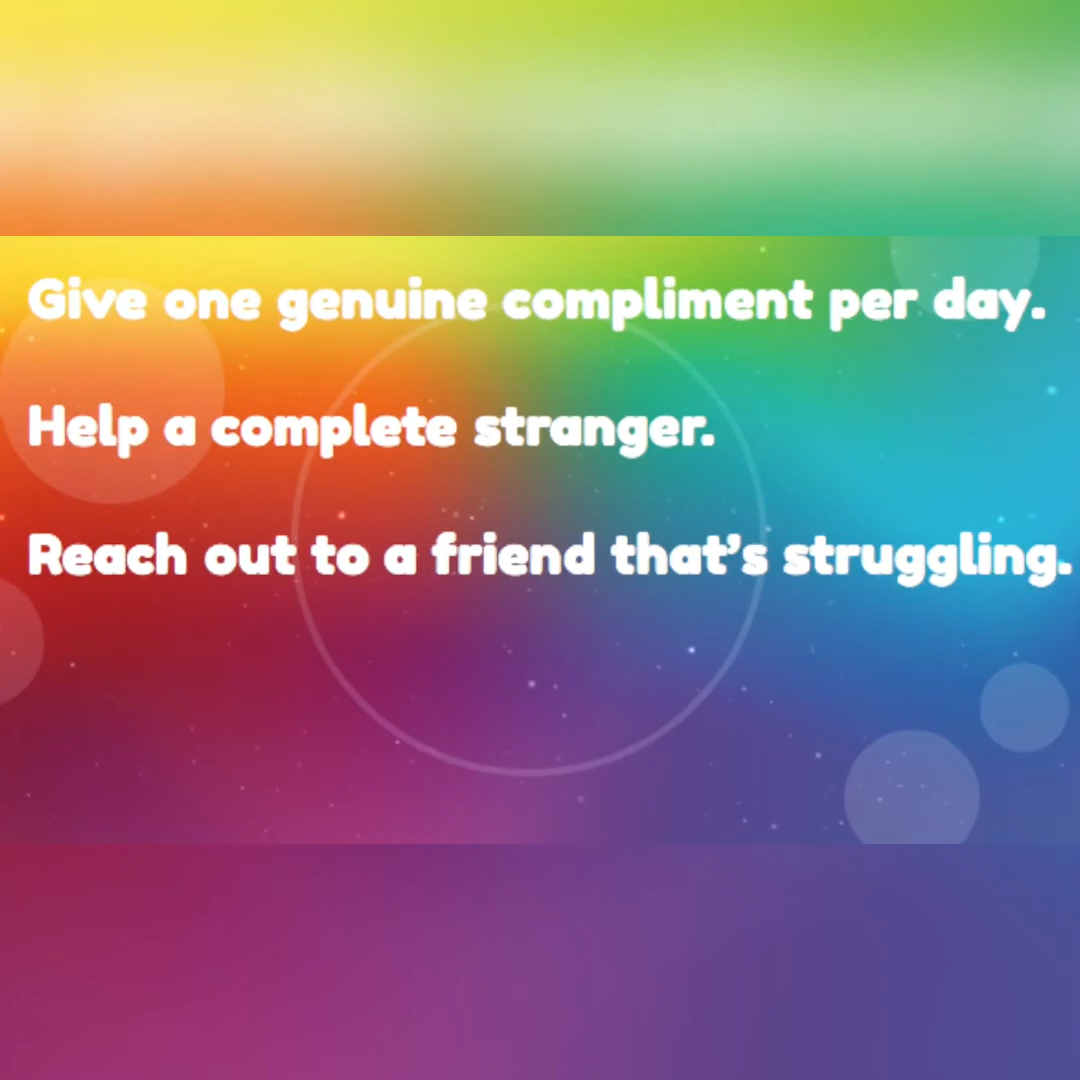 Give one genuine compliment per day.
Help a complete stranger.
Reach out to a friend that’s struggling.